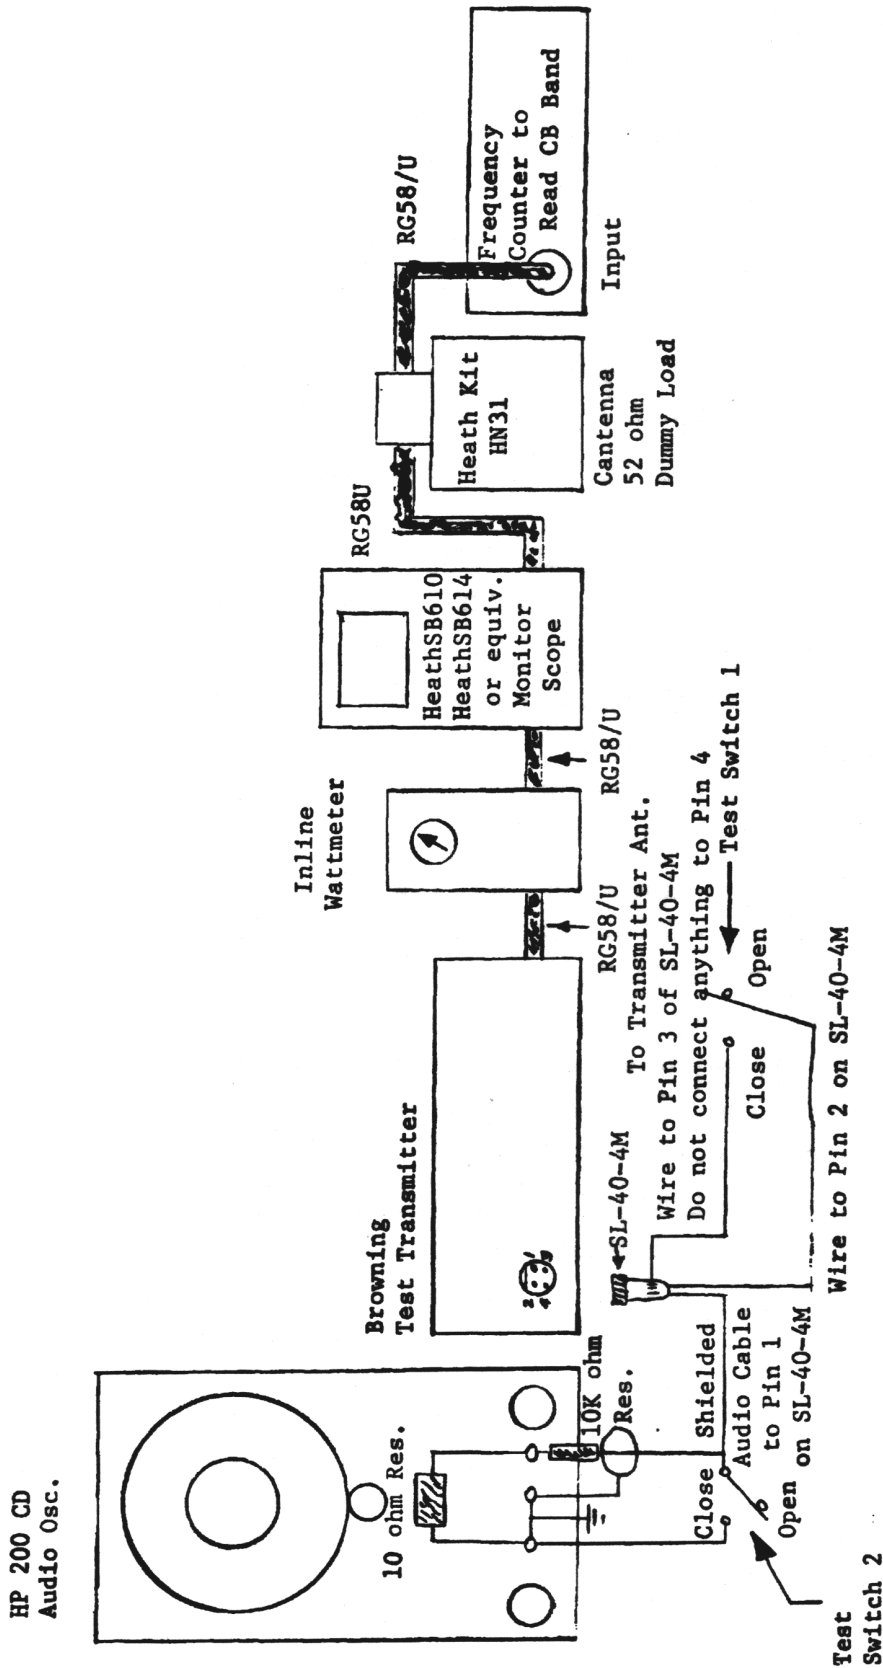 HP 200 CD
Audio Osc.
10 ohm Res.
10K ohm
Res.
Close
Open
Test
Switch 2
Shielded
Audio Cable
to Pin 1
on SL-40-4M
Browning
Test Transmitter
2
1
4
3
SL-40-4M
Wire to Pin 2 on SL-40-4M
Inline
Wattmeter
RG58/U
To Transmitter Ant.
Wire to Pin 3 of SL-40-4M
Do not connect anything to Pin 4
Close
Open
Test Switch 1
RG58/U
HeathSB610
HeathSB614
or equiv.
Monitor
Scope
RG58U
Heath Kit
HN31
Cantenna
52 ohm
Dummy Load
RG58/U
Frequency
Counter to
Read CB Band
Input